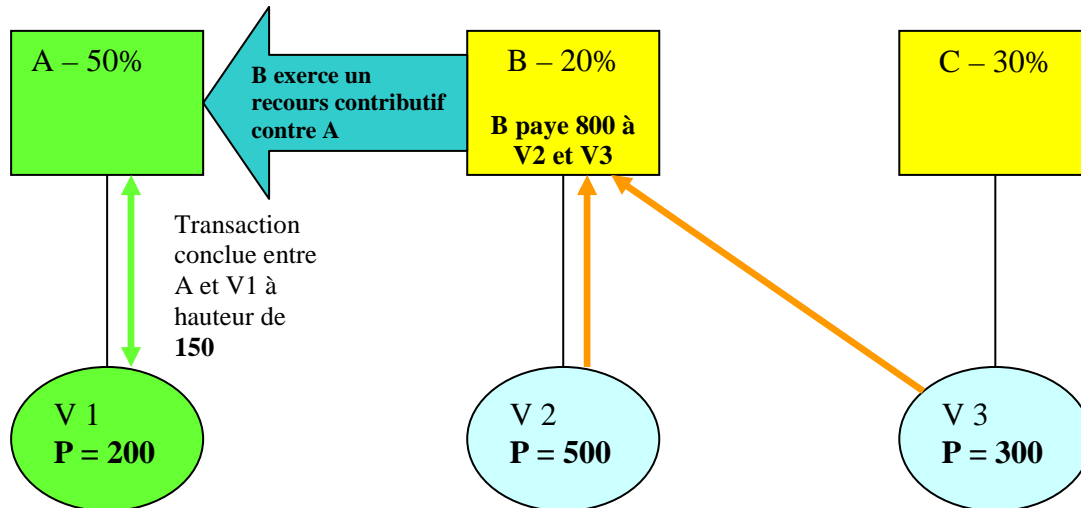 A – 50%
B exerce un
recours contributif
contre A
B – 20%
B paye 800 à
V2 et V3
C – 30%
Transaction
conclue entre
A et V1 à
hauteur de
150
V 1
P = 200
V 2
P = 500
V 3
P = 300